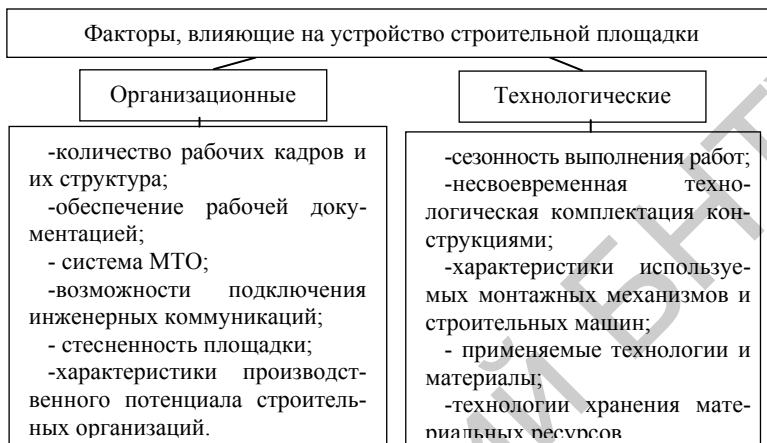 Факторы, влияющие на устройство строительной площадки
Организационные
-количество рабочих кадров и
их структура;
-обеспечение рабочей доку-
ментацией;
- система МТО;
-возможности подключения
инженерных коммуникаций;
- стесненность площадки;
-характеристики производст-
венного потенциала строитель-
ных организаций.
Технологические
-сезонность выполнения работ;
-несвоевременная техно-
логическая комплектация кон-
струкциями;
-характеристики используе-
мых монтажных механизмов и
строительных машин;
- применяемые технологии и
материалы;
-технологии хранения мате-
риальных ресурсов